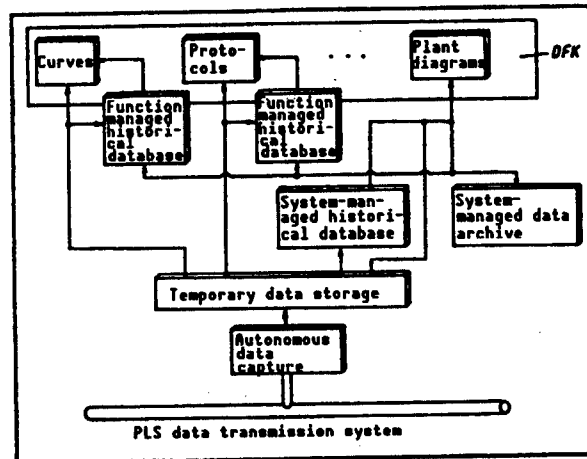 Curves
Proto-
cols
. . .
Plant
diagrams
DFK
Function
managed
histori-
cal
database
Function
managed
histori-
cal
database
System-man-
aged histori-
cal database
System-
managed data
archive
Temporary data storage
Autonomous
data
capture
PLS data transmission system